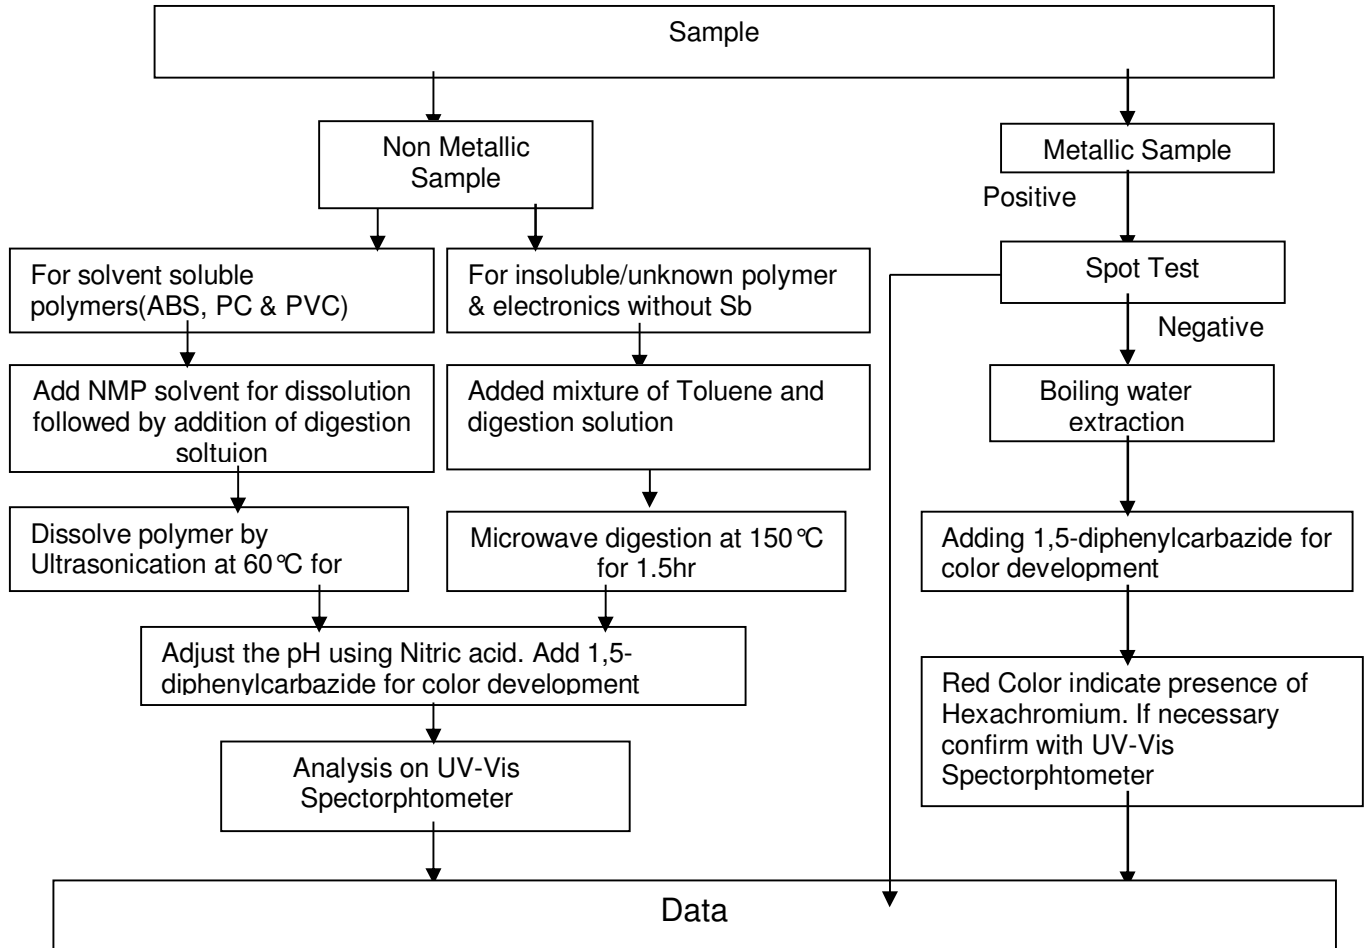 Sample
Non Metallic
Sample
Metallic Sample
Positive
For solvent soluble
polymers(ABS, PC & PVC)
For insoluble/unknown polymer
& electronics without Sb
Spot Test
Negative
Add NMP solvent for dissolution
followed by addition of digestion
soltuion
Added mixture of Toluene and
digestion solution
Boiling water
extraction
Dissolve polymer by
Ultrasonication at 60°C for
Microwave digestion at 150°C
for 1.5hr
Adding 1,5-diphenylcarbazide for
color development
Adjust the pH using Nitric acid. Add 1,5-
diphenylcarbazide for color development
Red Color indicate presence of
Hexachromium. If necessary
confirm with UV-Vis
Spectorphtometer
Analysis on UV-Vis
Spectorphtometer
Data